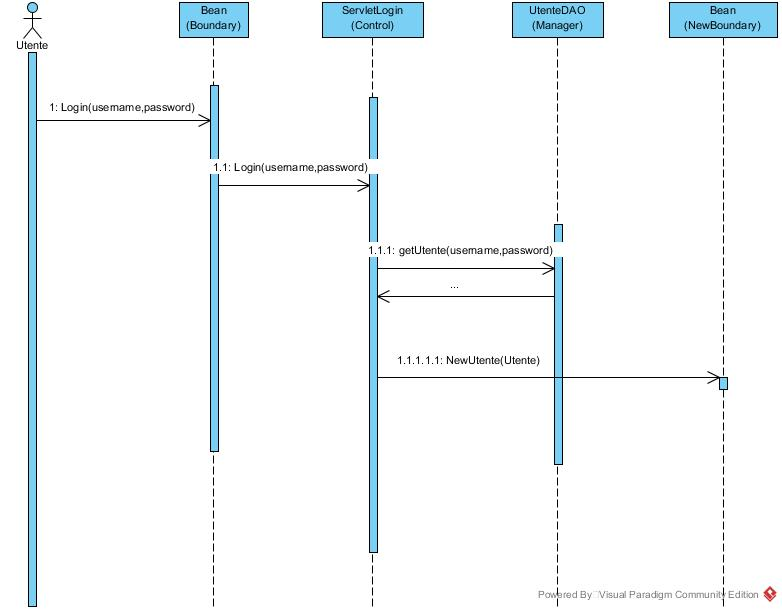 Bean
(Boundary)
ServletLogin
(Control)
UtenteDAO
(Manager)
Bean
(NewBoundary)
Utente
1: Login(username,password)
1.1: Login(username,password)
1.1.1: getUtente(username,password)
...
1.1.1.1.1: NewUtente(Utente)
Powered By Visual Paradigm Community Edition